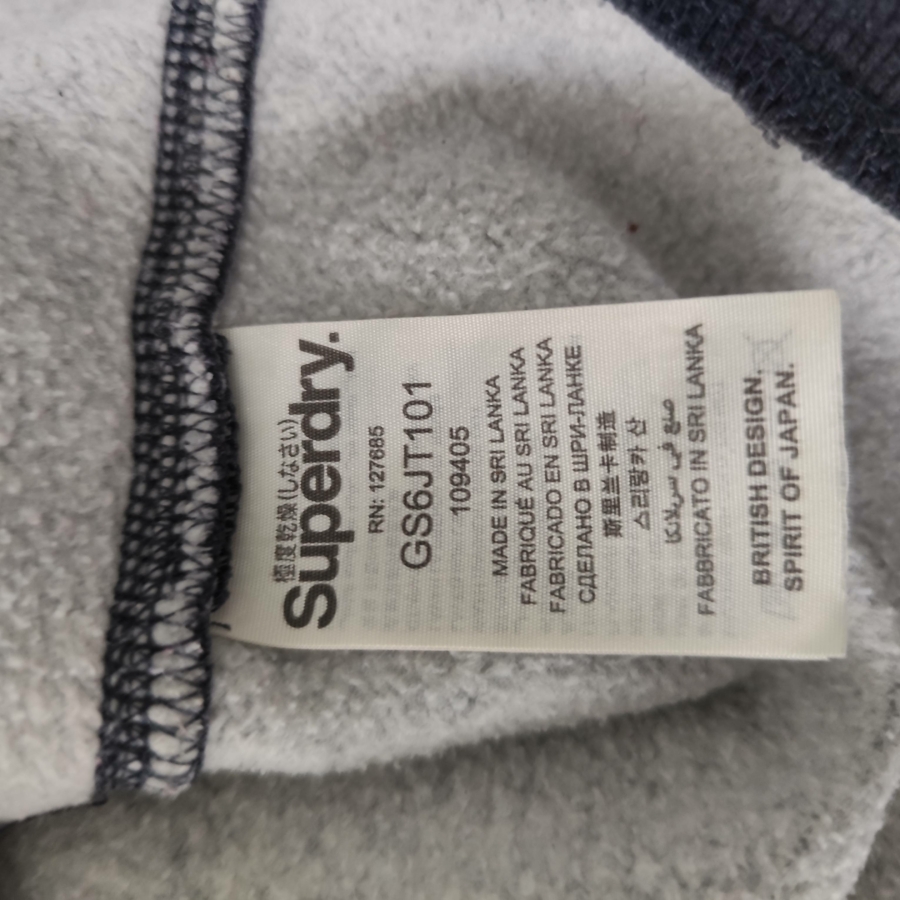 極度乾燥(しなさい)
Superdry.
RN: 127685
GS6JT101
109405
MADE IN SRI LANKA
FABRIQUÉ AU SRI LANKA
FABRICADO EN SRI LANKA
СДЕЛАНО В ШРИ-ЛАНКЕ
斯里兰卡制造
스리랑카 산
صنع في سريلانكا
FABBRICATO IN SRI LANKA
BRITISH DESIGN.
SPIRIT OF JAPAN.